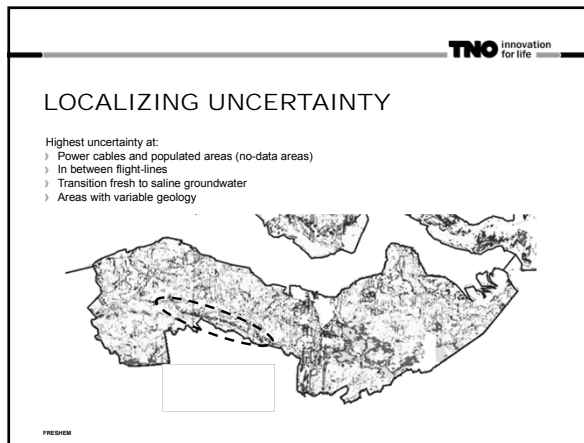 TNO innovation
for life
LOCALIZING UNCERTAINTY
Highest uncertainty at:
› Power cables and populated areas (no-data areas)
› In between flight-lines
› Transition fresh to saline groundwater
› Areas with variable geology
FRESHEM